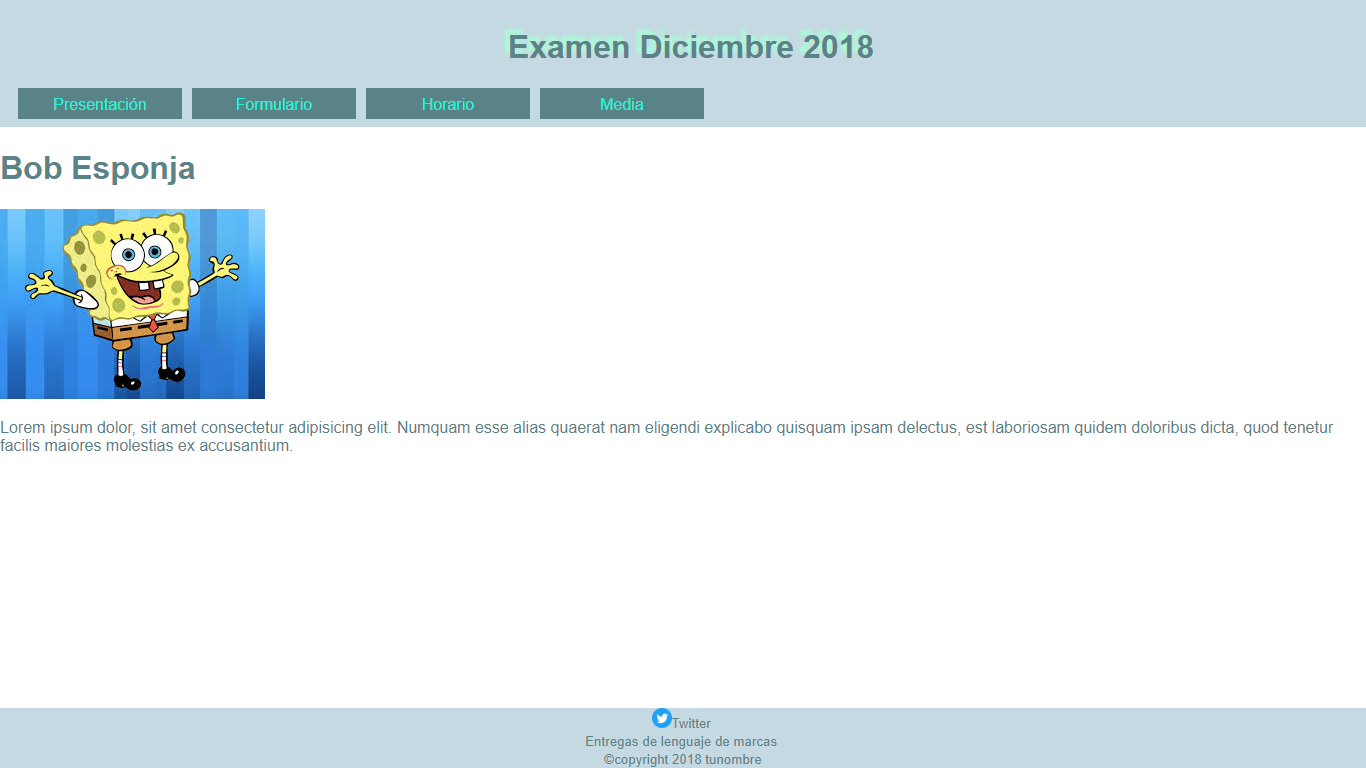 Examen Diciembre 2018
Presentación Formulario Horario Media
Bob Esponja
Lorem ipsum dolor, sit amet consectetur adipisicing elit. Numquam esse alias quaerat nam eligendi explicabo quisquam ipsam delectus, est laboriosam quidem doloribus dicta, quod tenetur
facilis maiores molestias ex accusantium.
Twitter
Entregas de lenguaje de marcas
©copyright 2018 tunombre